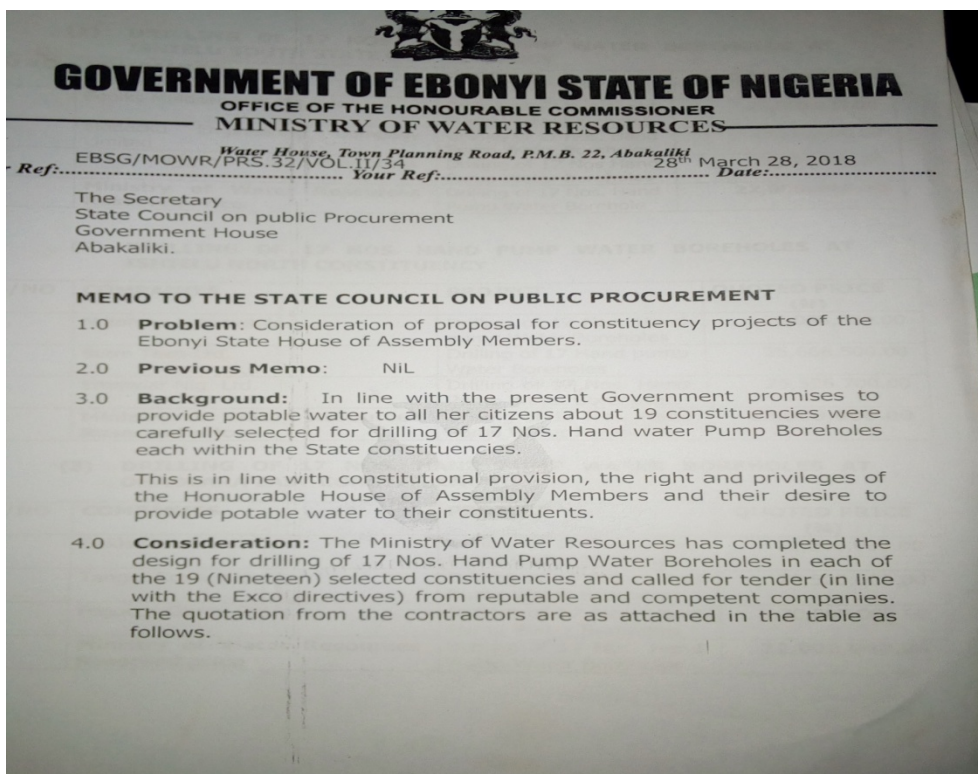 GOVERNMENT OF EBONYI STATE OF NIGERIA
OFFICE OF THE HONOURABLE COMMISSIONER
MINISTRY OF WATER RESOURCES
Water House, Town Planning Road, P.M.B. 22, Abakaliki
Ref:.......... EBSG/MOWR/PRS.32/VOL.II/34 Your Ref:.......... Date:.......... 28th March 28, 2018
The Secretary
State Council on public Procurement
Government House
Abakaliki.
MEMO TO THE STATE COUNCIL ON PUBLIC PROCUREMENT
1.0 Problem: Consideration of proposal for constituency projects of the
Ebonyi State House of Assembly Members.
2.0 Previous Memo: NiL
3.0 Background: In line with the present Government promises to
provide potable water to all her citizens about 19 constituencies were
carefully selected for drilling of 17 Nos. Hand water Pump Boreholes
each within the State constituencies.
This is in line with constitutional provision, the right and privileges of
the Honuorable House of Assembly Members and their desire to
provide potable water to their constituents.
4.0 Consideration: The Ministry of Water Resources has completed the
design for drilling of 17 Nos. Hand Pump Water Boreholes in each of
the 19 (Nineteen) selected constituencies and called for tender (in line
with the Exco directives) from reputable and competent companies.
The quotation from the contractors are as attached in the table as
follows.